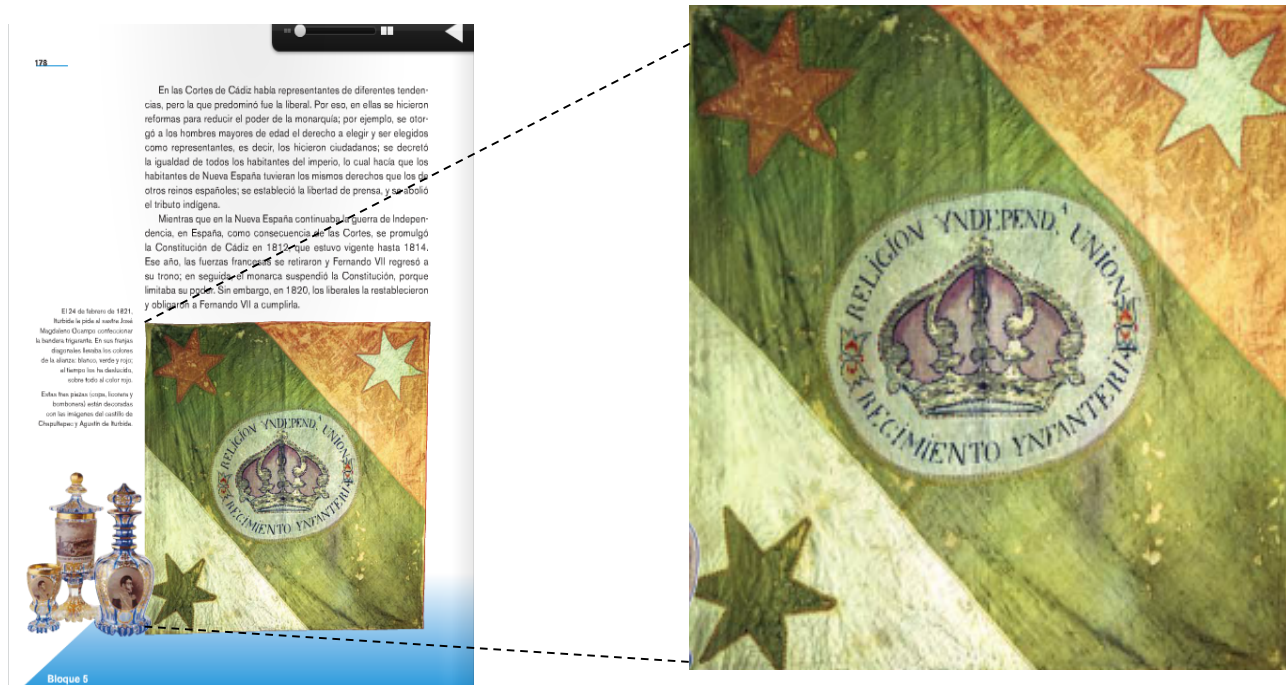 178
En las Cortes de Cádiz había representantes de diferentes tenden-
cias, pero la que predominó fue la liberal. Por eso, en ellas se hicieron
reformas para reducir el poder de la monarquía; por ejemplo, se otor-
gó a los hombres mayores de edad el derecho a elegir y ser elegidos
como representantes, es decir, los hicieron ciudadanos; se decretó
la igualdad de todos los habitantes del imperio, lo cual hacía que los
habitantes de Nueva España tuvieran los mismos derechos que los de
otros reinos españoles; se estableció la libertad de prensa, y se abolió
el tributo indígena.
Mientras que en la Nueva España continuaba la guerra de Indepen-
dencia, en España, como consecuencia de las Cortes, se promulgó
la Constitución de Cádiz en 1812, que estuvo vigente hasta 1814.
Ese año, las fuerzas francesas se retiraron y Fernando VII regresó a
su trono; en seguida, el monarca suspendió la Constitución, porque
limitaba su poder. Sin embargo, en 1820, los liberales la restablecieron
y obligaron a Fernando VII a cumplirla.
El 24 de febrero de 1821,
Iturbide la pide al sastre José
Magdaleno Ocampo confeccionar
la bandera trigarante. En sus franjas
diagonales llevaba los colores
de la alianza: blanco, verde y rojo;
el tiempo los ha deslucido,
sobre todo al color rojo.
Estas tres piezas (copa, licorera y
bombonera) están decoradas
con las imágenes del castillo de
Chapultepec y Agustín de Iturbide.
RELIGION YNDEPEND.A UNION
REGIMIENTO YNFANTERIA
Bloque 5
RELIGION YNDEPEND.A UNION
REGIMIENTO YNFANTERIA